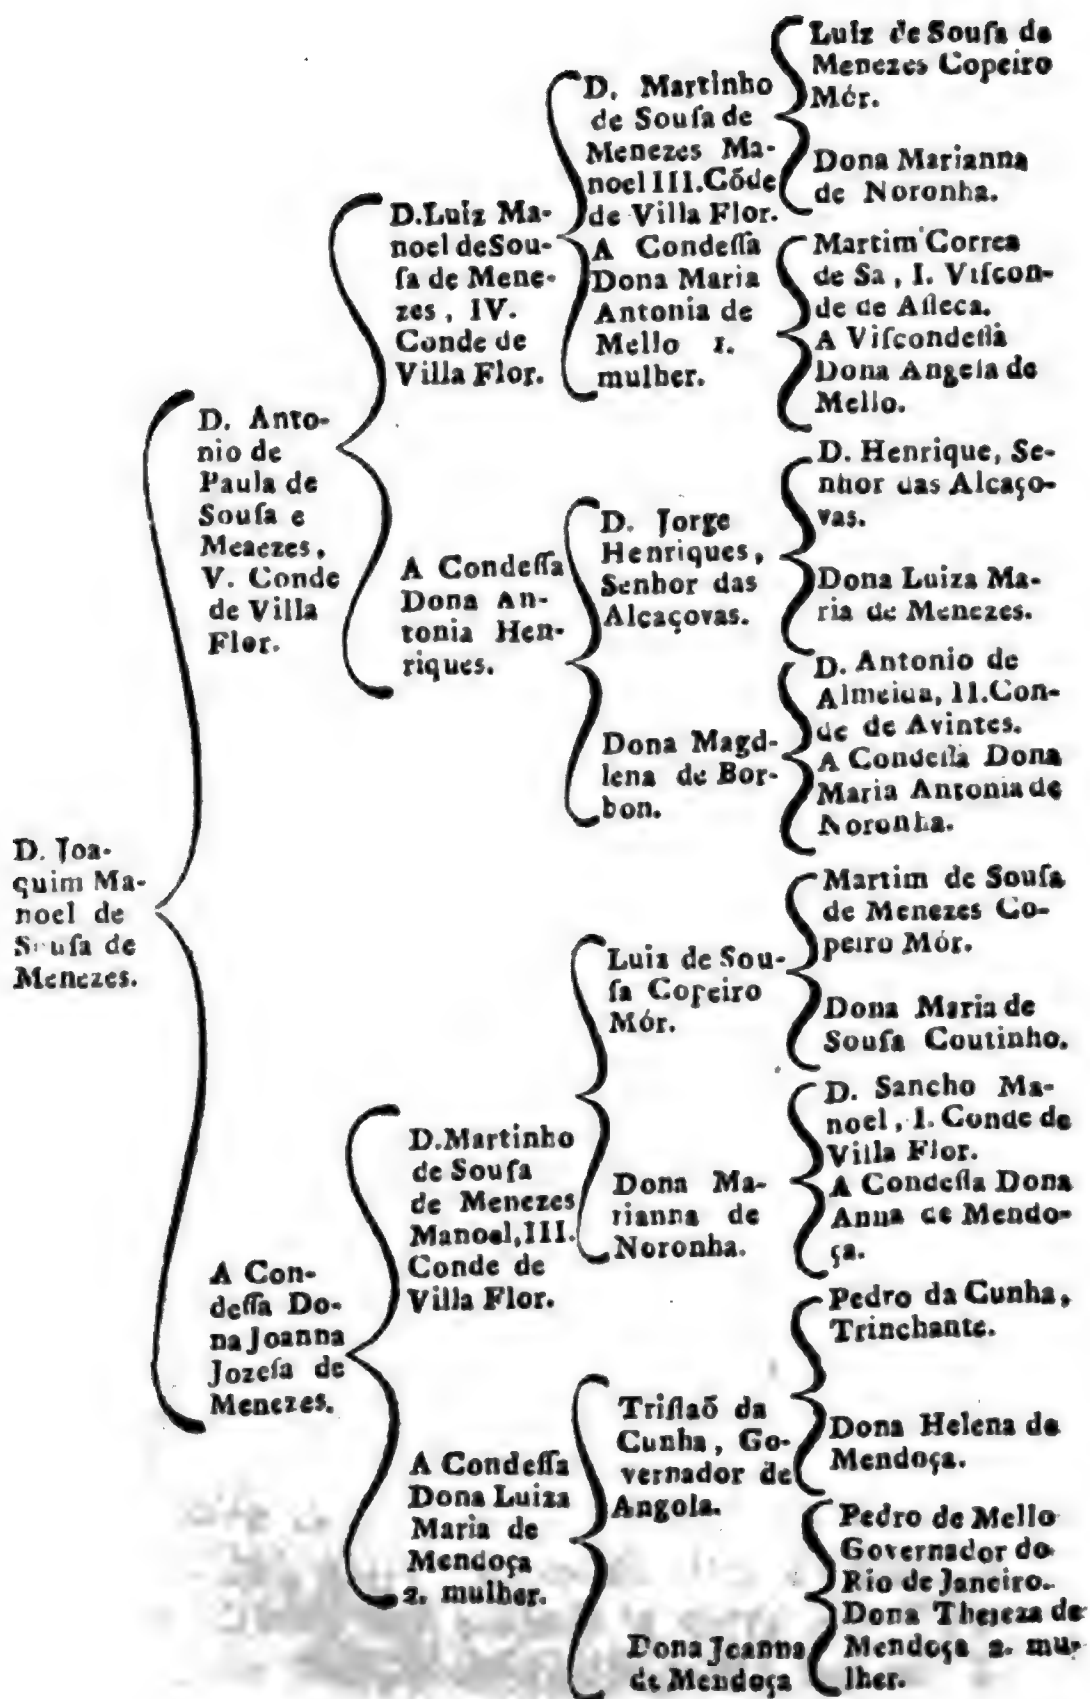 D. Joa-
quim Ma-
noel de
Sousa de
Menezes.
D. Anto-
nio de
Paula de
Souſa e
Menezes,
V. Conde
de Villa
Flor.
A Con-
deſſa Do-
na Joanna
Jozeſa de
Menezes.
D. Luiz Ma-
noel de Sou-
ſa de Mene-
zes, IV.
Conde de
Villa Flor.
A Condeſſa
Dona An-
tonia Hen-
riques.
D. Martinho
de Souſa
de Menezes
Manoel, III.
Conde de
Villa Flor.
A Condeſſa
Dona Luiza
Maria de
Mendoça
2. mulher.
D. Martinho
de Souſa de
Menezes Ma-
noel III. Cõde
de Villa Flor.
A Condeſſa
Dona Maria
Antonia de
Mello 1.
mulher.
D. Jorge
Henriques,
Senhor das
Alcaçovas.
Dona Magd-
lena de Bor-
bon.
Luiz de Sou-
ſa Copeiro
Mór.
Dona Ma-
rianna de
Noronha.
Triſtaõ da
Cunha, Go-
vernador de
Angola.
Dona Joanna
de Mendoça
Luiz de Souſa de
Menezes Copeiro
Mór.
Dona Marianna
de Noronha.
Martim Correa
de Sa, I. Viſcon-
de de Aſſeca.
A Viſcondeſſa
Dona Angela de
Mello.
D. Henrique, Se-
nhor das Alcaço-
vas.
Dona Luiza Ma-
ria de Menezes.
D. Antonio de
Almeida, II. Con-
de de Avintes.
A Condeſſa Dona
Maria Antonia de
Noronha.
Martim de Souſa
de Menezes Co-
peiro Mór.
Dona Maria de
Souſa Coutinho.
D. Sancho Ma-
noel, I. Conde de
Villa Flor.
A Condeſſa Dona
Anna de Mendo-
ça.
Pedro da Cunha,
Trinchante.
Dona Helena de
Mendoça.
Pedro de Mello
Governador do
Rio de Janeiro.
Dona Thereza de
Mendoça 2. mu-
lher.